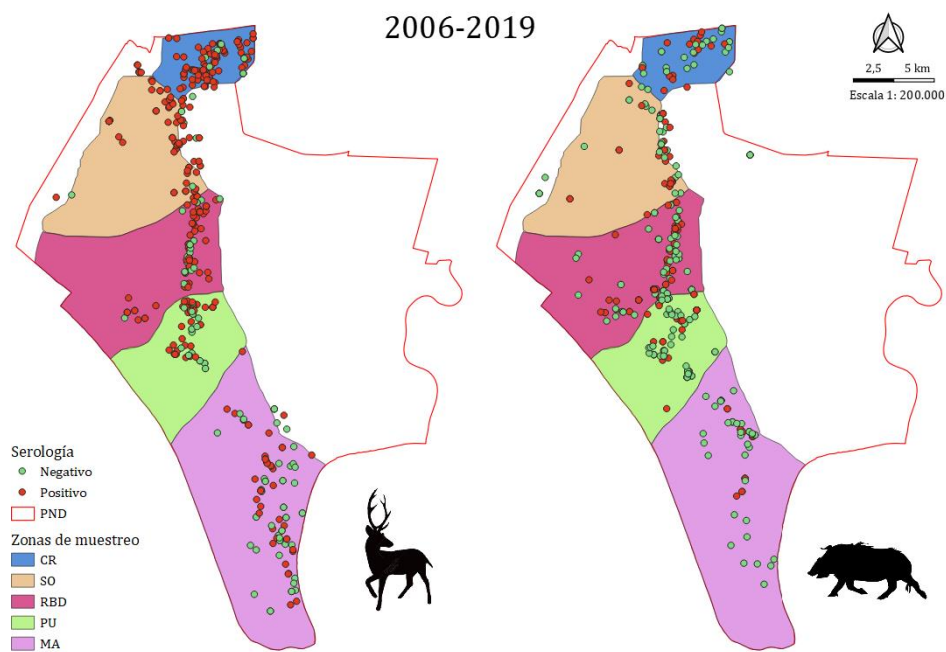 2006-2019
2,5 5 km
Escala 1: 200.000
Serología
Negativo
Positivo
PND
Zonas de muestreo
CR
SO
RBD
PU
MA